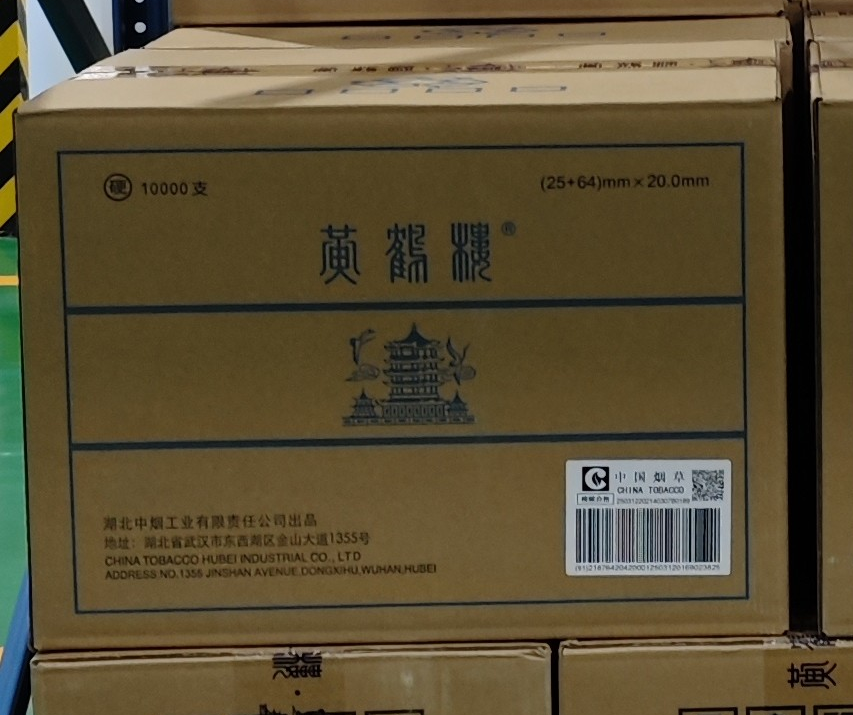 硬 10000支
(25+64)mm×20.0mm
黄鹤楼®
湖北中烟工业有限责任公司出品
地址：湖北省武汉市东西湖区金山大道1355号
CHINA TOBACCO HUBEI INDUSTRIAL CO., LTD
ADDRESS:NO.1355 JINSHAN AVENUE,DONGXIHU,WUHAN,HUBEI
中国烟草
CHINA TOBACCO
黄